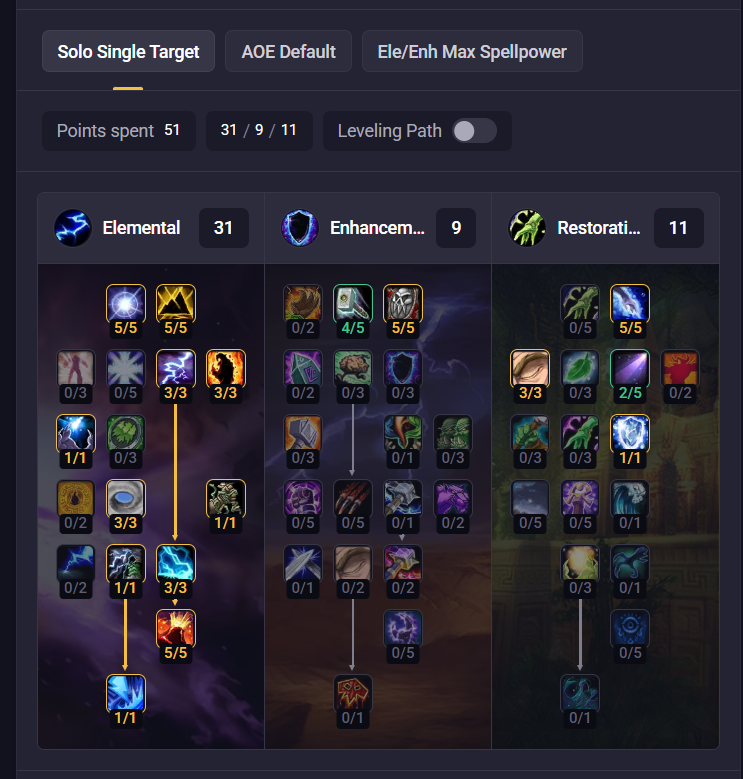 Solo Single Target AOE Default Ele/Enh Max Spellpower
Points spent 51 31 / 9 / 11 Leveling Path
Elemental 31 Enhancem... 9 Restorati... 11
5/5 5/5 0/2 4/5 5/5 0/5 5/5
0/3 0/5 3/3 3/3 0/2 0/3 0/3 3/3 0/3 2/5 0/2
1/1 0/3 0/3 0/1 0/3 0/3 0/3 1/1
0/2 3/3 1/1 0/5 0/5 0/1 0/2 0/5 0/5 0/1
0/2 1/1 3/3 0/1 0/2 0/2 0/3 0/1
5/5 0/5 0/5
1/1 0/1 0/1